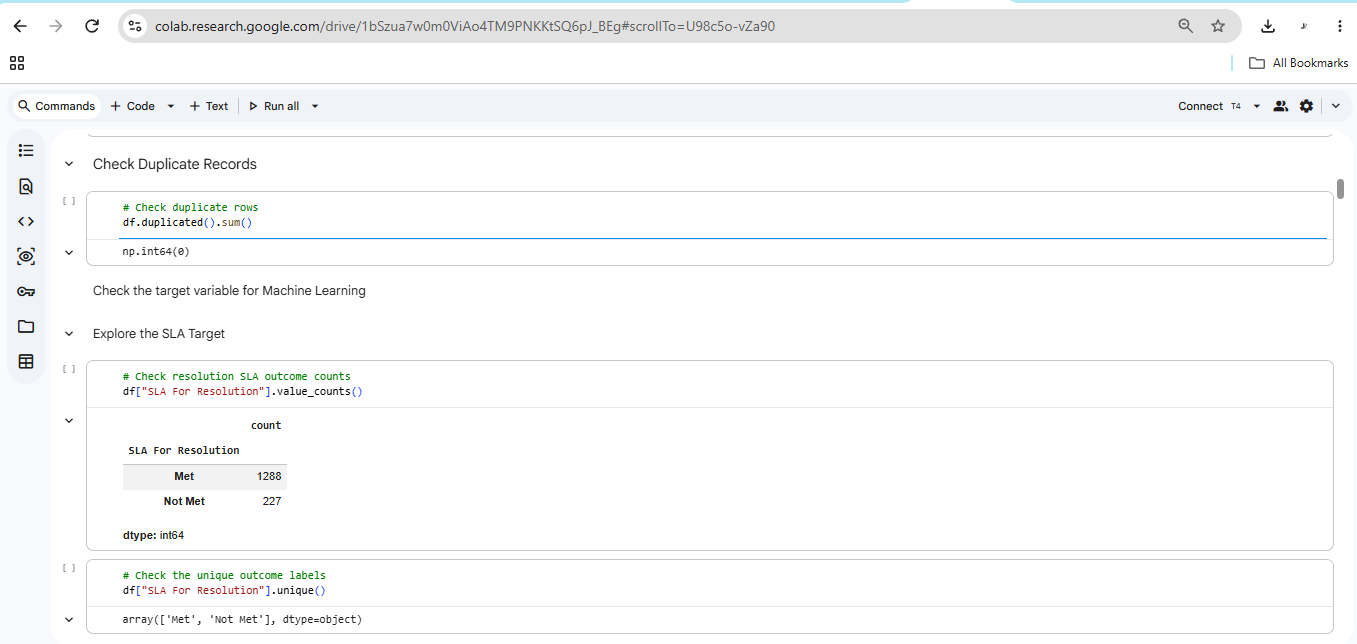 colab.research.google.com/drive/1bSzua7w0m0ViAo4TM9PNKKtSQ6pJ_BEg#scrollTo=U98c5o-vZa90
All Bookmarks
Commands + Code + Text Run all Connect T4
Check Duplicate Records
[ ]
# Check duplicate rows
df.duplicated().sum()
np.int64(0)
Check the target variable for Machine Learning
Explore the SLA Target
[ ]
# Check resolution SLA outcome counts
df["SLA For Resolution"].value_counts()
count
SLA For Resolution
Met 1288
Not Met 227
dtype: int64
[ ]
# Check the unique outcome labels
df["SLA For Resolution"].unique()
array(['Met', 'Not Met'], dtype=object)